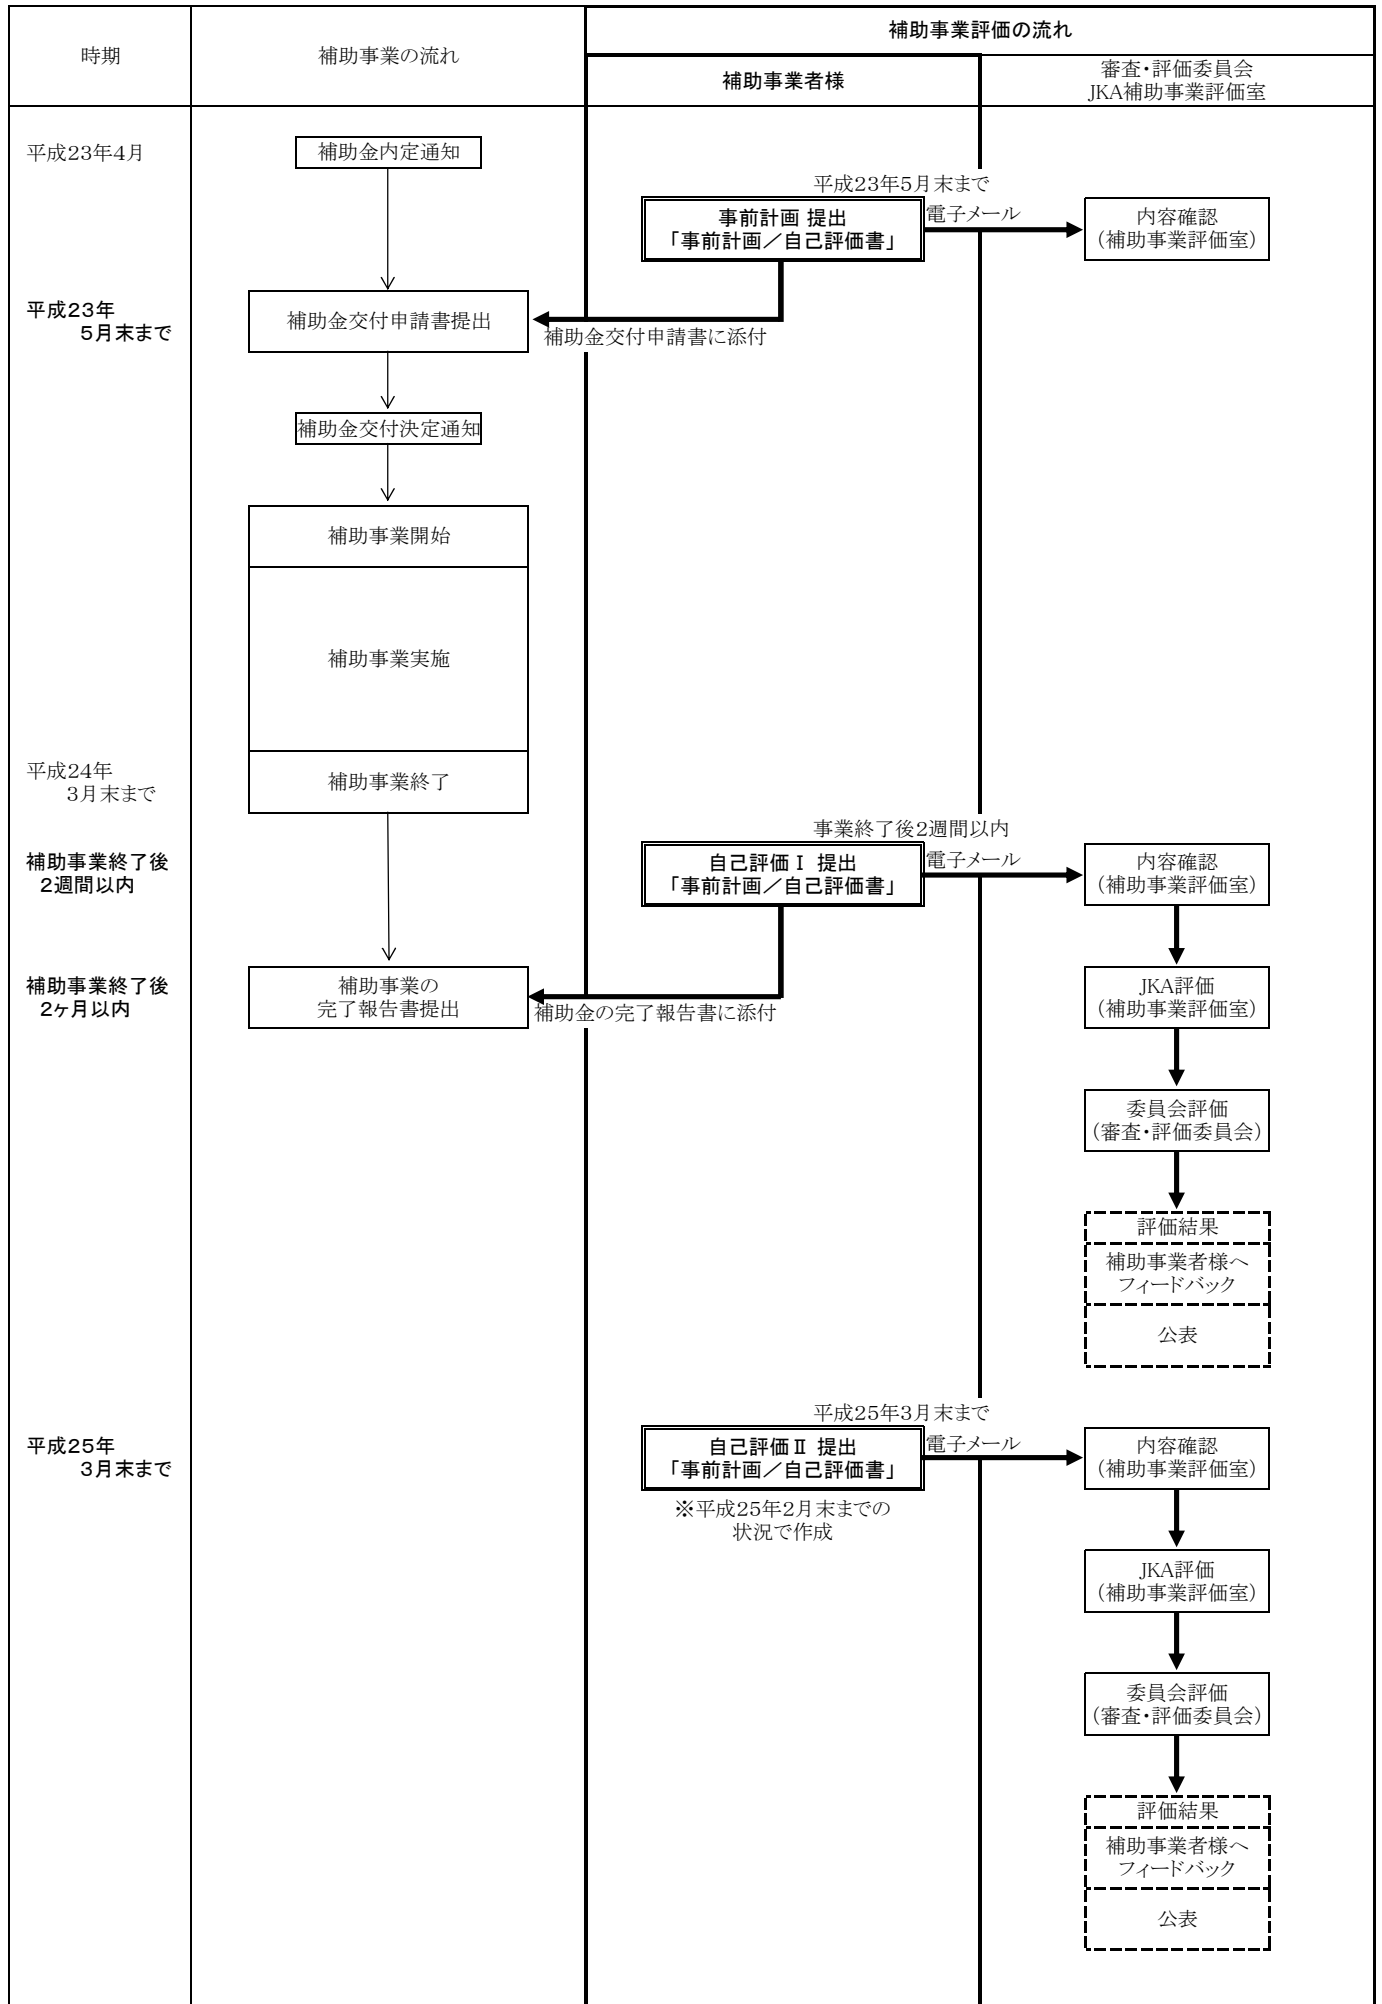 時期
補助事業の流れ
補助事業評価の流れ
補助事業者様
審査・評価委員会
JKA補助事業評価室
平成23年4月
補助金内定通知
平成23年5月末まで
事前計画 提出
「事前計画／自己評価書」
電子メール
内容確認
（補助事業評価室）
平成23年
5月末まで
補助金交付申請書提出
補助金交付申請書に添付
補助金交付決定通知
補助事業開始
補助事業実施
平成24年
3月末まで
補助事業終了
事業終了後2週間以内
補助事業終了後
2週間以内
自己評価Ⅰ 提出
「事前計画／自己評価書」
電子メール
内容確認
（補助事業評価室）
補助事業終了後
2ヶ月以内
補助事業の
完了報告書提出
補助金の完了報告書に添付
JKA評価
（補助事業評価室）
委員会評価
（審査・評価委員会）
評価結果
補助事業者様へ
フィードバック
公表
平成25年3月末まで
平成25年
3月末まで
自己評価Ⅱ 提出
「事前計画／自己評価書」
電子メール
内容確認
（補助事業評価室）
※平成25年2月末までの
状況で作成
JKA評価
（補助事業評価室）
委員会評価
（審査・評価委員会）
評価結果
補助事業者様へ
フィードバック
公表